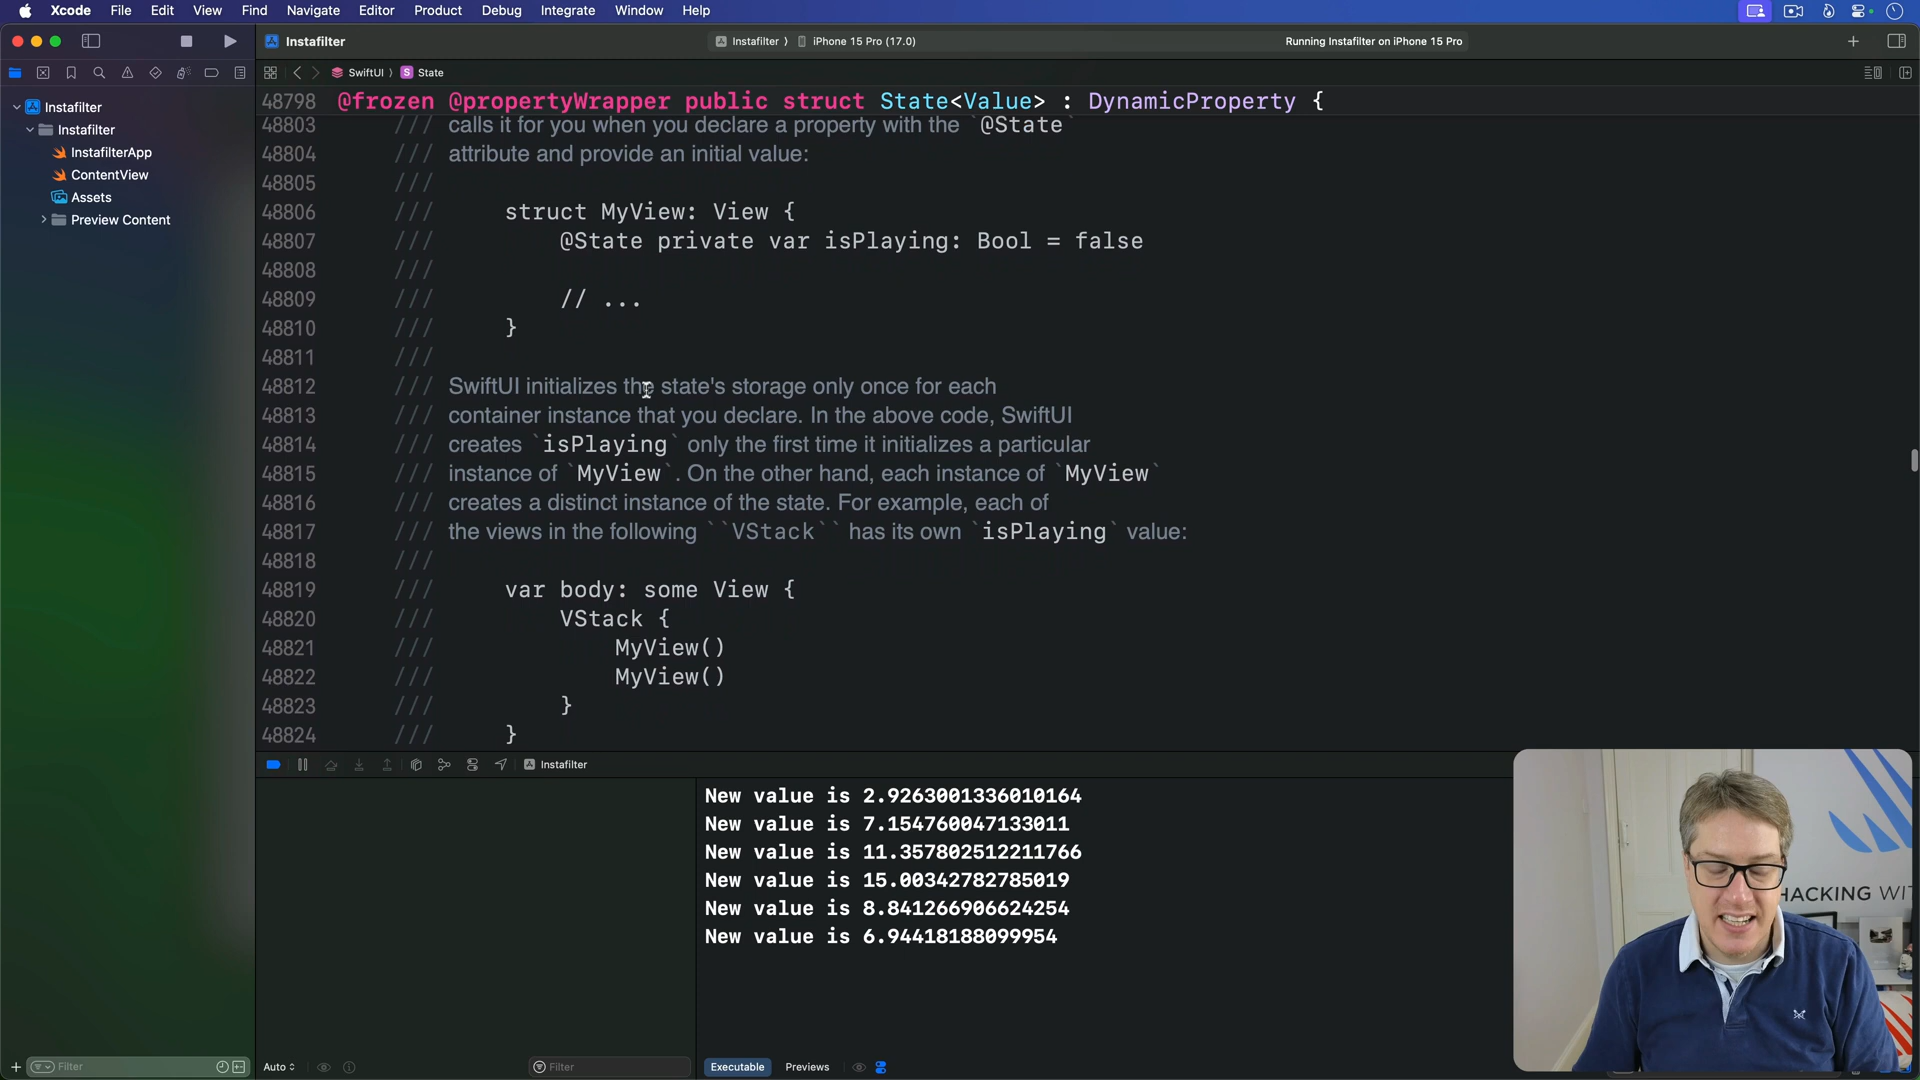 Xcode File Edit View Find Navigate Editor Product Debug Integrate Window Help
Instafilter
Instafilter 〉 iPhone 15 Pro (17.0)
Running Instafilter on iPhone 15 Pro
SwiftUI 〉 S State
Instafilter
Instafilter
InstafilterApp
ContentView
Assets
Preview Content
48798 @frozen @propertyWrapper public struct State<Value> : DynamicProperty {
48803 /// calls it for you when you declare a property with the `@State`
48804 /// attribute and provide an initial value:
48805 ///
48806 /// struct MyView: View {
48807 /// @State private var isPlaying: Bool = false
48808 ///
48809 /// // ...
48810 /// }
48811 ///
48812 /// SwiftUI initializes the state's storage only once for each
48813 /// container instance that you declare. In the above code, SwiftUI
48814 /// creates `isPlaying` only the first time it initializes a particular
48815 /// instance of `MyView`. On the other hand, each instance of `MyView`
48816 /// creates a distinct instance of the state. For example, each of
48817 /// the views in the following ``VStack`` has its own `isPlaying` value:
48818 ///
48819 /// var body: some View {
48820 /// VStack {
48821 /// MyView()
48822 /// MyView()
48823 /// }
48824 /// }
Instafilter
New value is 2.9263001336010164
New value is 7.154760047133011
New value is 11.357802512211766
New value is 15.00342782785019
New value is 8.841266906624254
New value is 6.94418188099954
HACKING WI
Filter
Auto
Filter
Executable
Previews